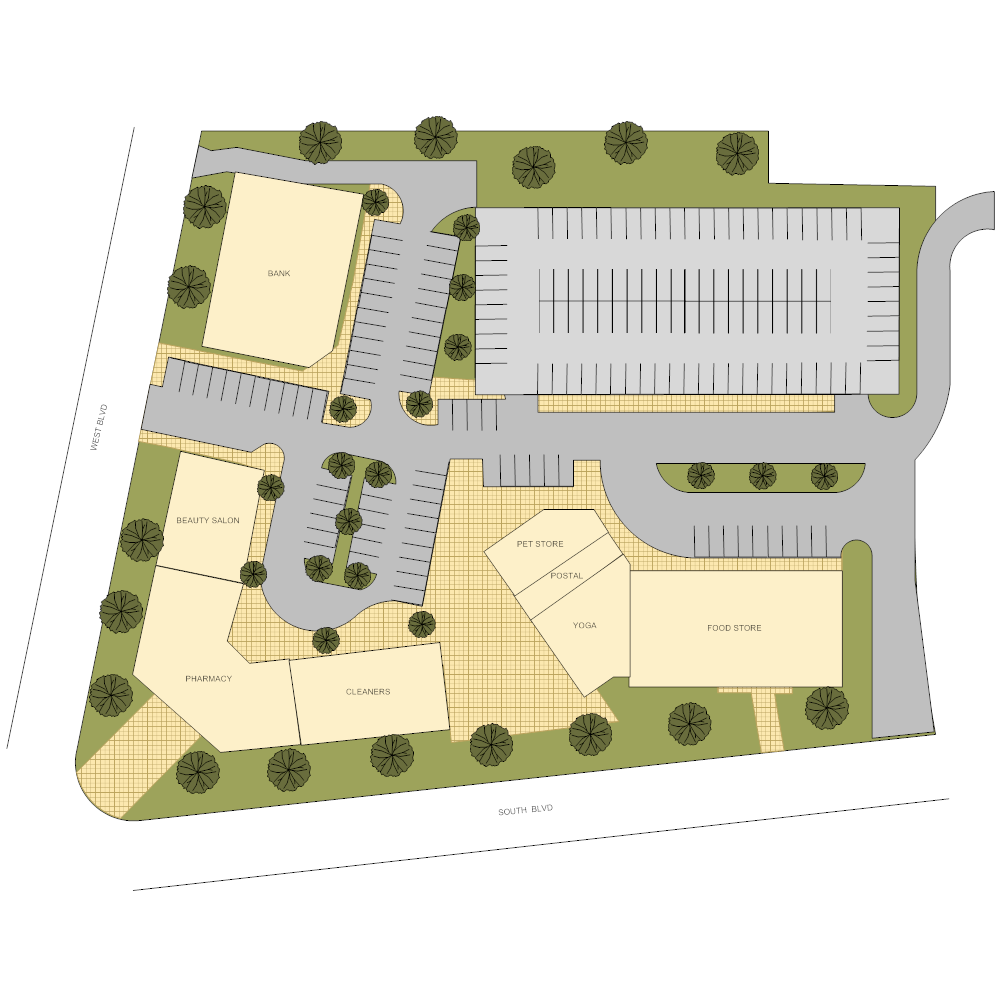 BANK
WEST BLVD
BEAUTY SALON
PET STORE
POSTAL
YOGA
FOOD STORE
PHARMACY
CLEANERS
SOUTH BLVD